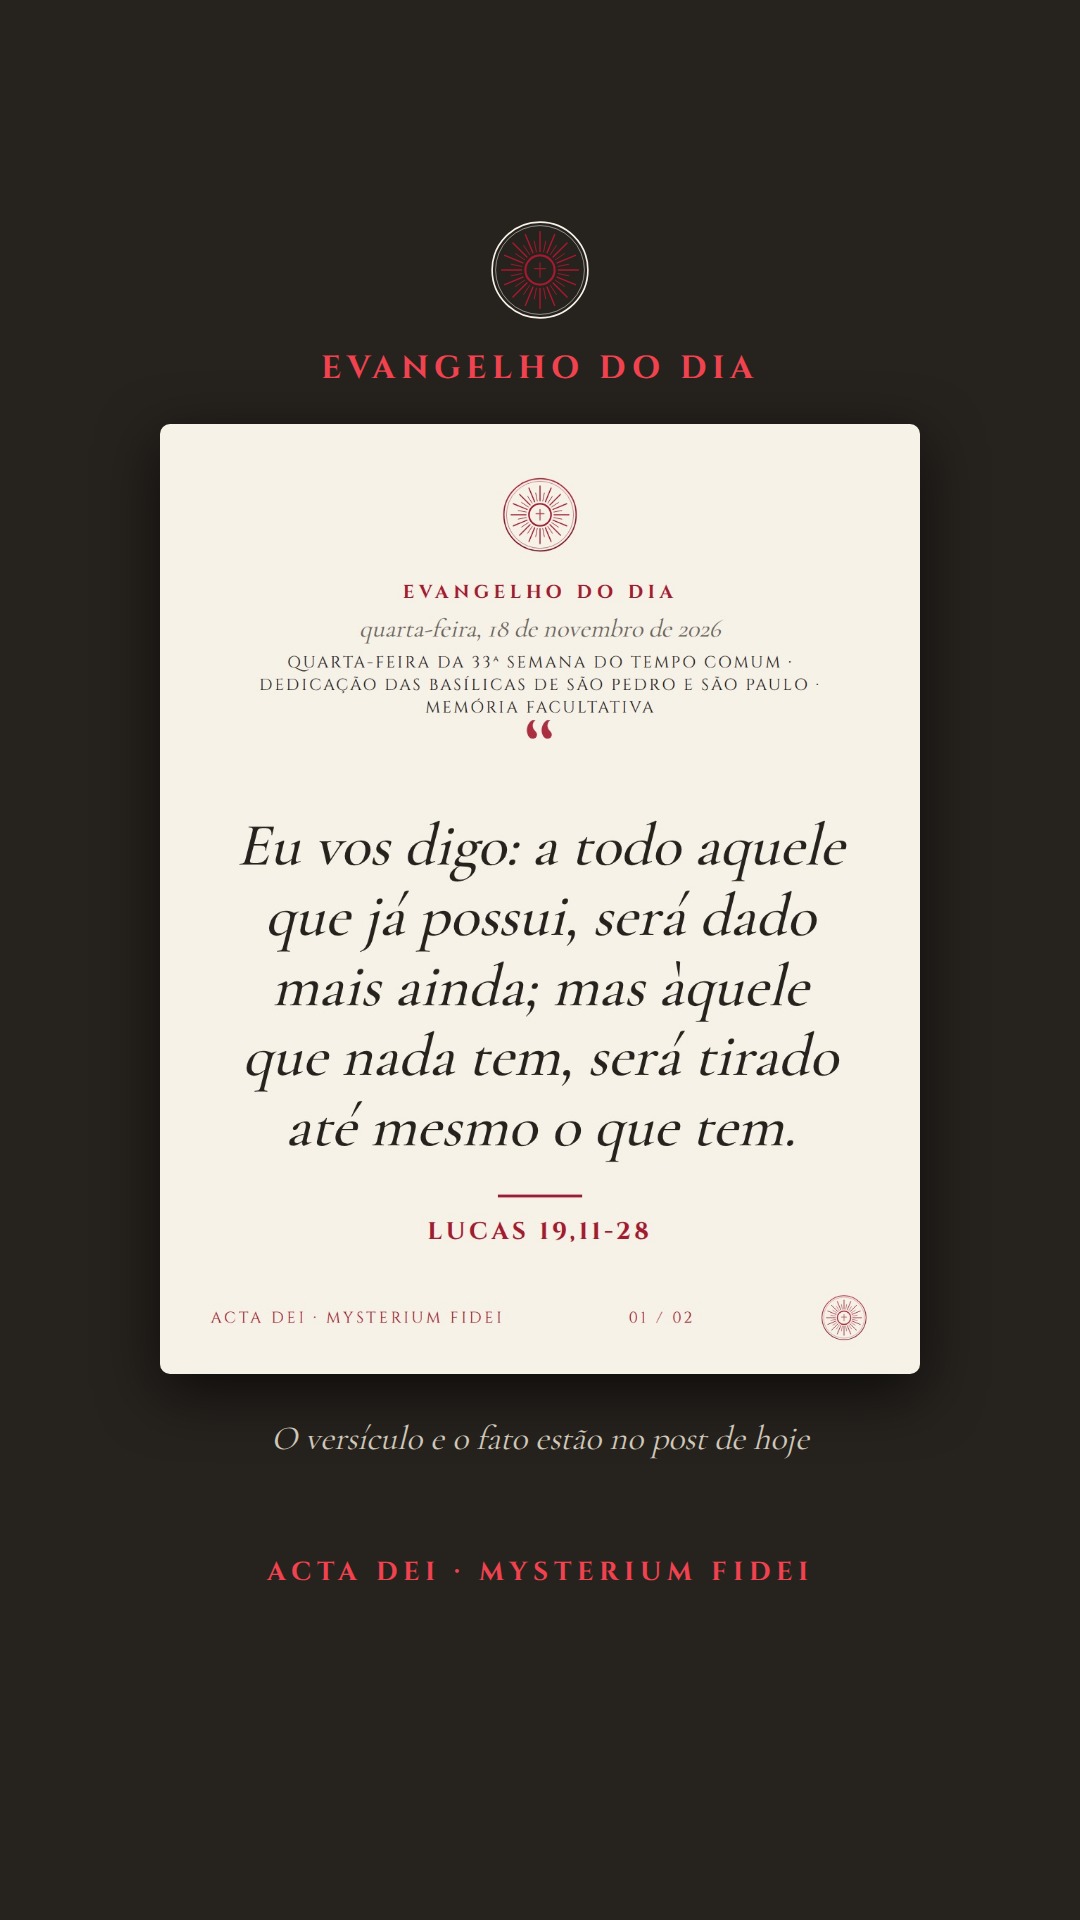 EVANGELHO DO DIA
EVANGELHO DO DIA
quarta-feira, 18 de novembro de 2026
QUARTA-FEIRA DA 33ª SEMANA DO TEMPO COMUM ·
DEDICAÇÃO DAS BASÍLICAS DE SÃO PEDRO E SÃO PAULO ·
MEMÓRIA FACULTATIVA
“
Eu vos digo: a todo aquele
que já possui, será dado
mais ainda; mas àquele
que nada tem, será tirado
até mesmo o que tem.
LUCAS 19,11-28
ACTA DEI · MYSTERIUM FIDEI 01 / 02
O versículo e o fato estão no post de hoje
ACTA DEI · MYSTERIUM FIDEI